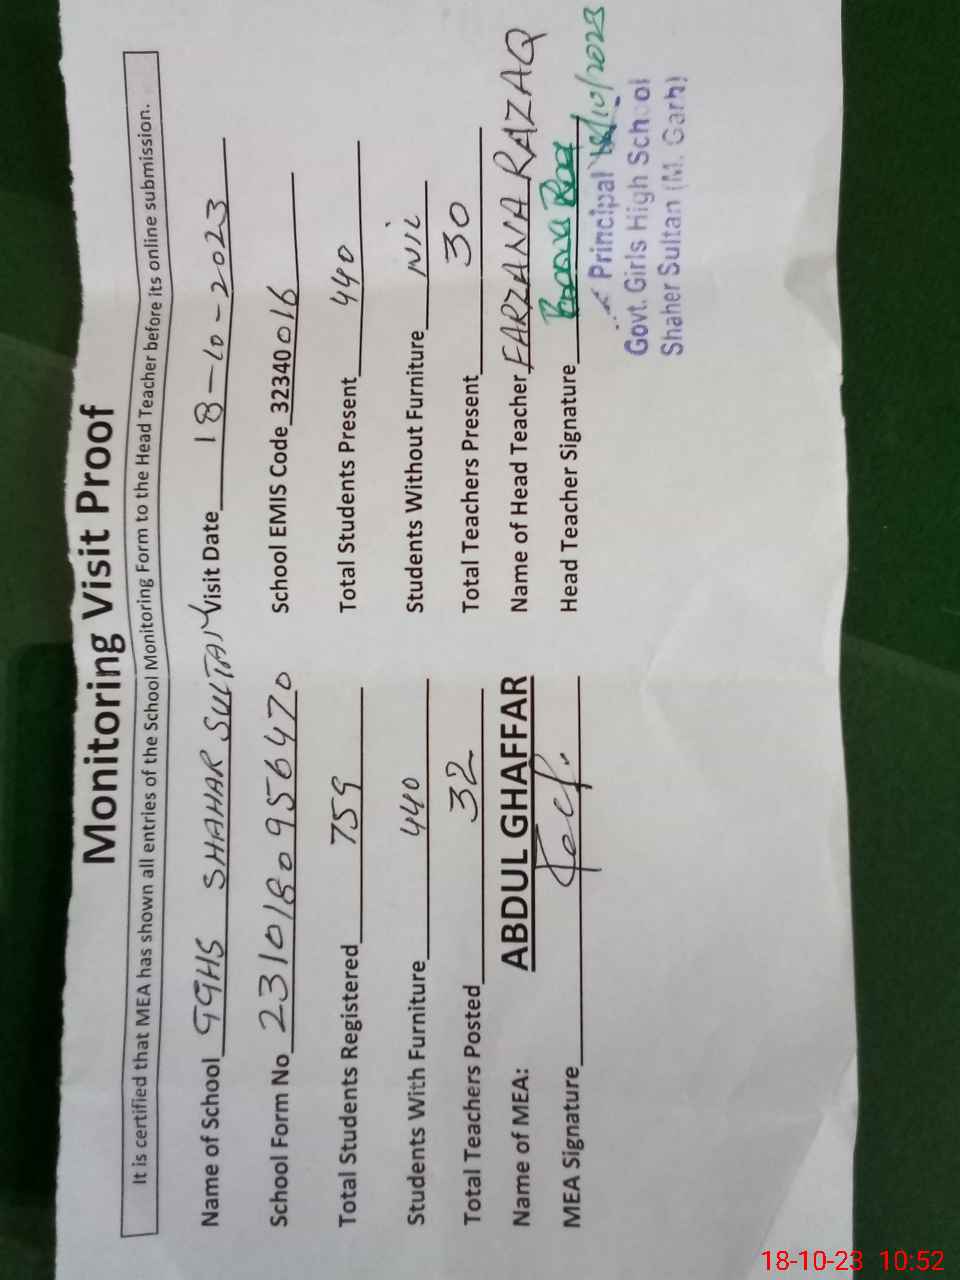 Monitoring Visit Proof
It is certified that MEA has shown all entries of the School Monitoring Form to the Head Teacher before its online submission.
Name of School GGHS SHAHAR SULTAN Visit Date 18-10-2023
School Form No 2310180956470 School EMIS Code 32340016
Total Students Registered 759 Total Students Present 440
Students With Furniture 440 Students Without Furniture NIL
Total Teachers Posted 32 Total Teachers Present 30
Name of MEA: ABDUL GHAFFAR Name of Head Teacher FARZANA RAZAQ
MEA Signature Head Teacher Signature
Principal /10/2023
Govt. Girls High School
Shaher Sultan (M. Garh)
18-10-23 10:52